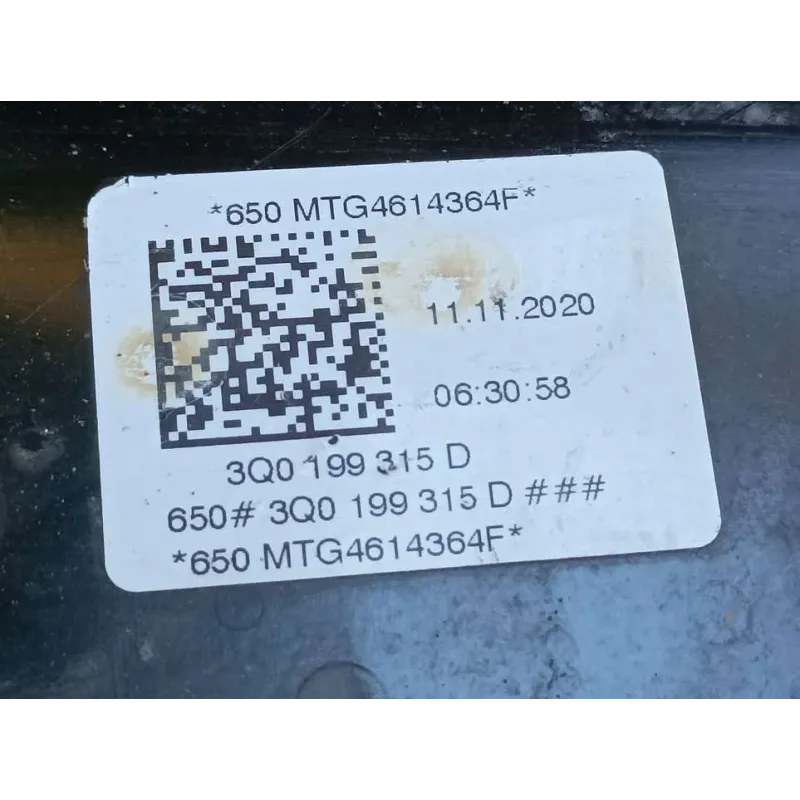 *650 MTG4614364F*
11.11.2020
06:30:58
3Q0 199 315 D
650# 3Q0 199 315 D ###
*650 MTG4614364F*